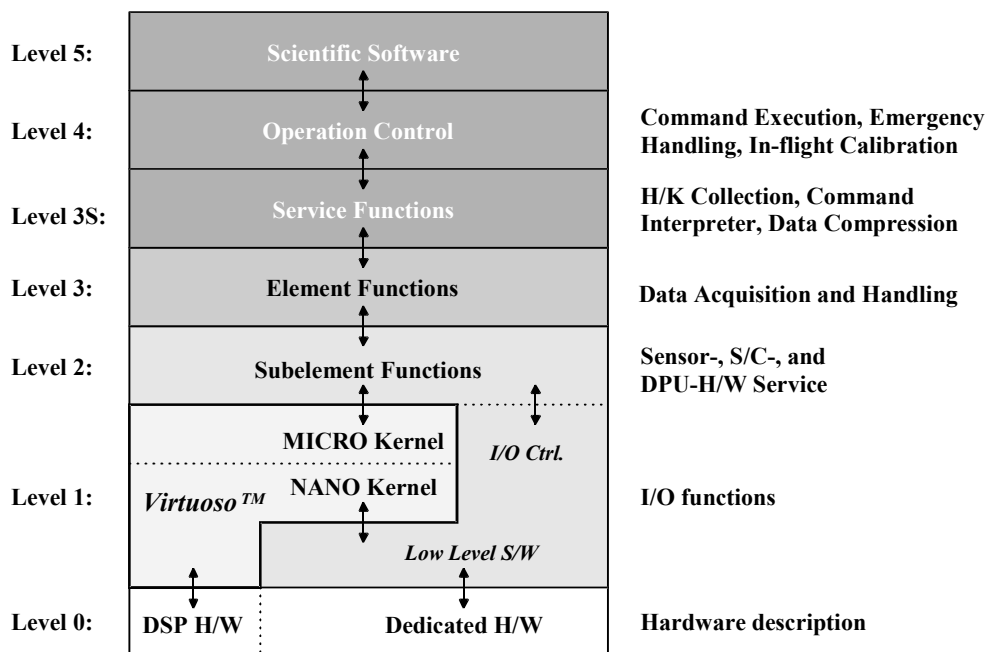 Level 5:
Scientific Software
Level 4:
Operation Control
Command Execution, Emergency
Handling, In-flight Calibration
Level 3S:
Service Functions
H/K Collection, Command
Interpreter, Data Compression
Level 3:
Element Functions
Data Acquisition and Handling
Level 2:
Subelement Functions
Sensor-, S/C-, and
DPU-H/W Service
MICRO Kernel
I/O Ctrl.
Level 1:
Virtuoso™
NANO Kernel
I/O functions
Low Level S/W
Level 0:
DSP H/W
Dedicated H/W
Hardware description